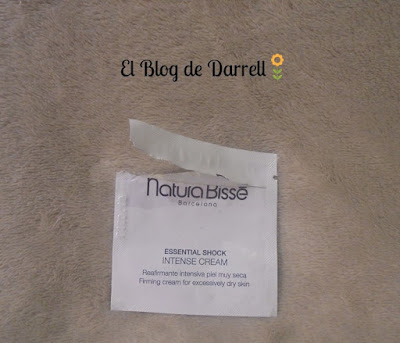 El Blog de Darrell
Natura Bissé
Barcelona
ESSENTIAL SHOCK
INTENSE CREAM
Reafirmante intensiva piel muy seca
Firming cream for excessively dry skin